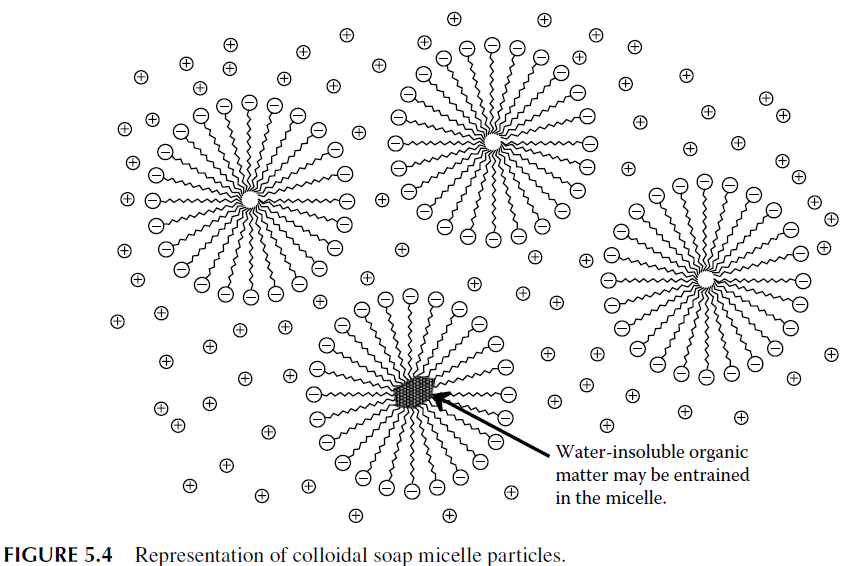 Water-insoluble organic
matter may be entrained
in the micelle.
FIGURE 5.4 Representation of colloidal soap micelle particles.